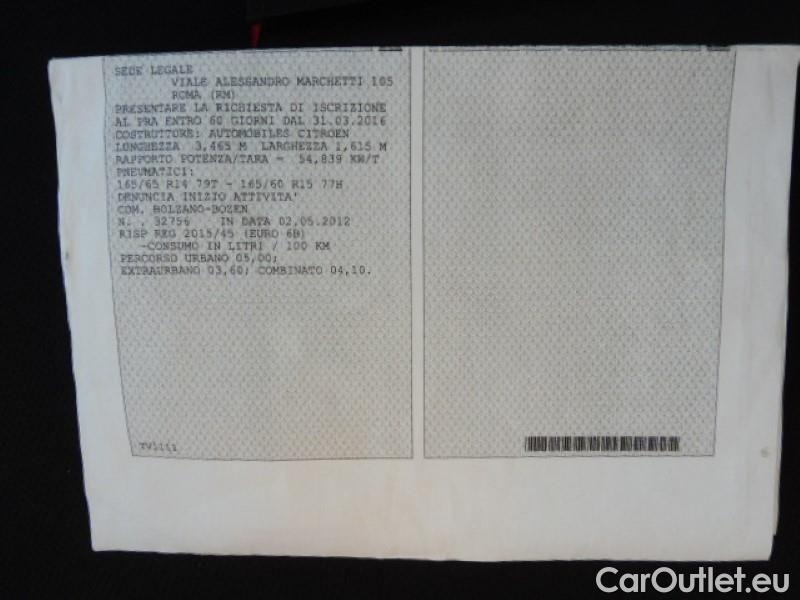 SEDE LEGALE
VIALE ALESSANDRO MARCHETTI 105
ROMA (RM)
PRESENTARE LA RICHIESTA DI ISCRIZIONE
AL PRA ENTRO 60 GIORNI DAL 31.03.2016
COSTRUTTORE: AUTOMOBILES CITROEN
LUNGHEZZA 3,465 M LARGHEZZA 1,615 M
RAPPORTO POTENZA/TARA = 54,839 KW/T
PNEUMATICI:
165/65 R14 79T - 165/60 R15 77H
DENUNCIA INIZIO ATTIVITA'
COM. BOLZANO-BOZEN
N. . 32756 IN DATA 02.05.2012
RISP REG 2015/45 (EURO 6B)
-CONSUMO IN LITRI / 100 KM
PERCORSO URBANO 05,00;
EXTRAURBANO 03,60; COMBINATO 04,10.
TV1111
CarOutlet.eu